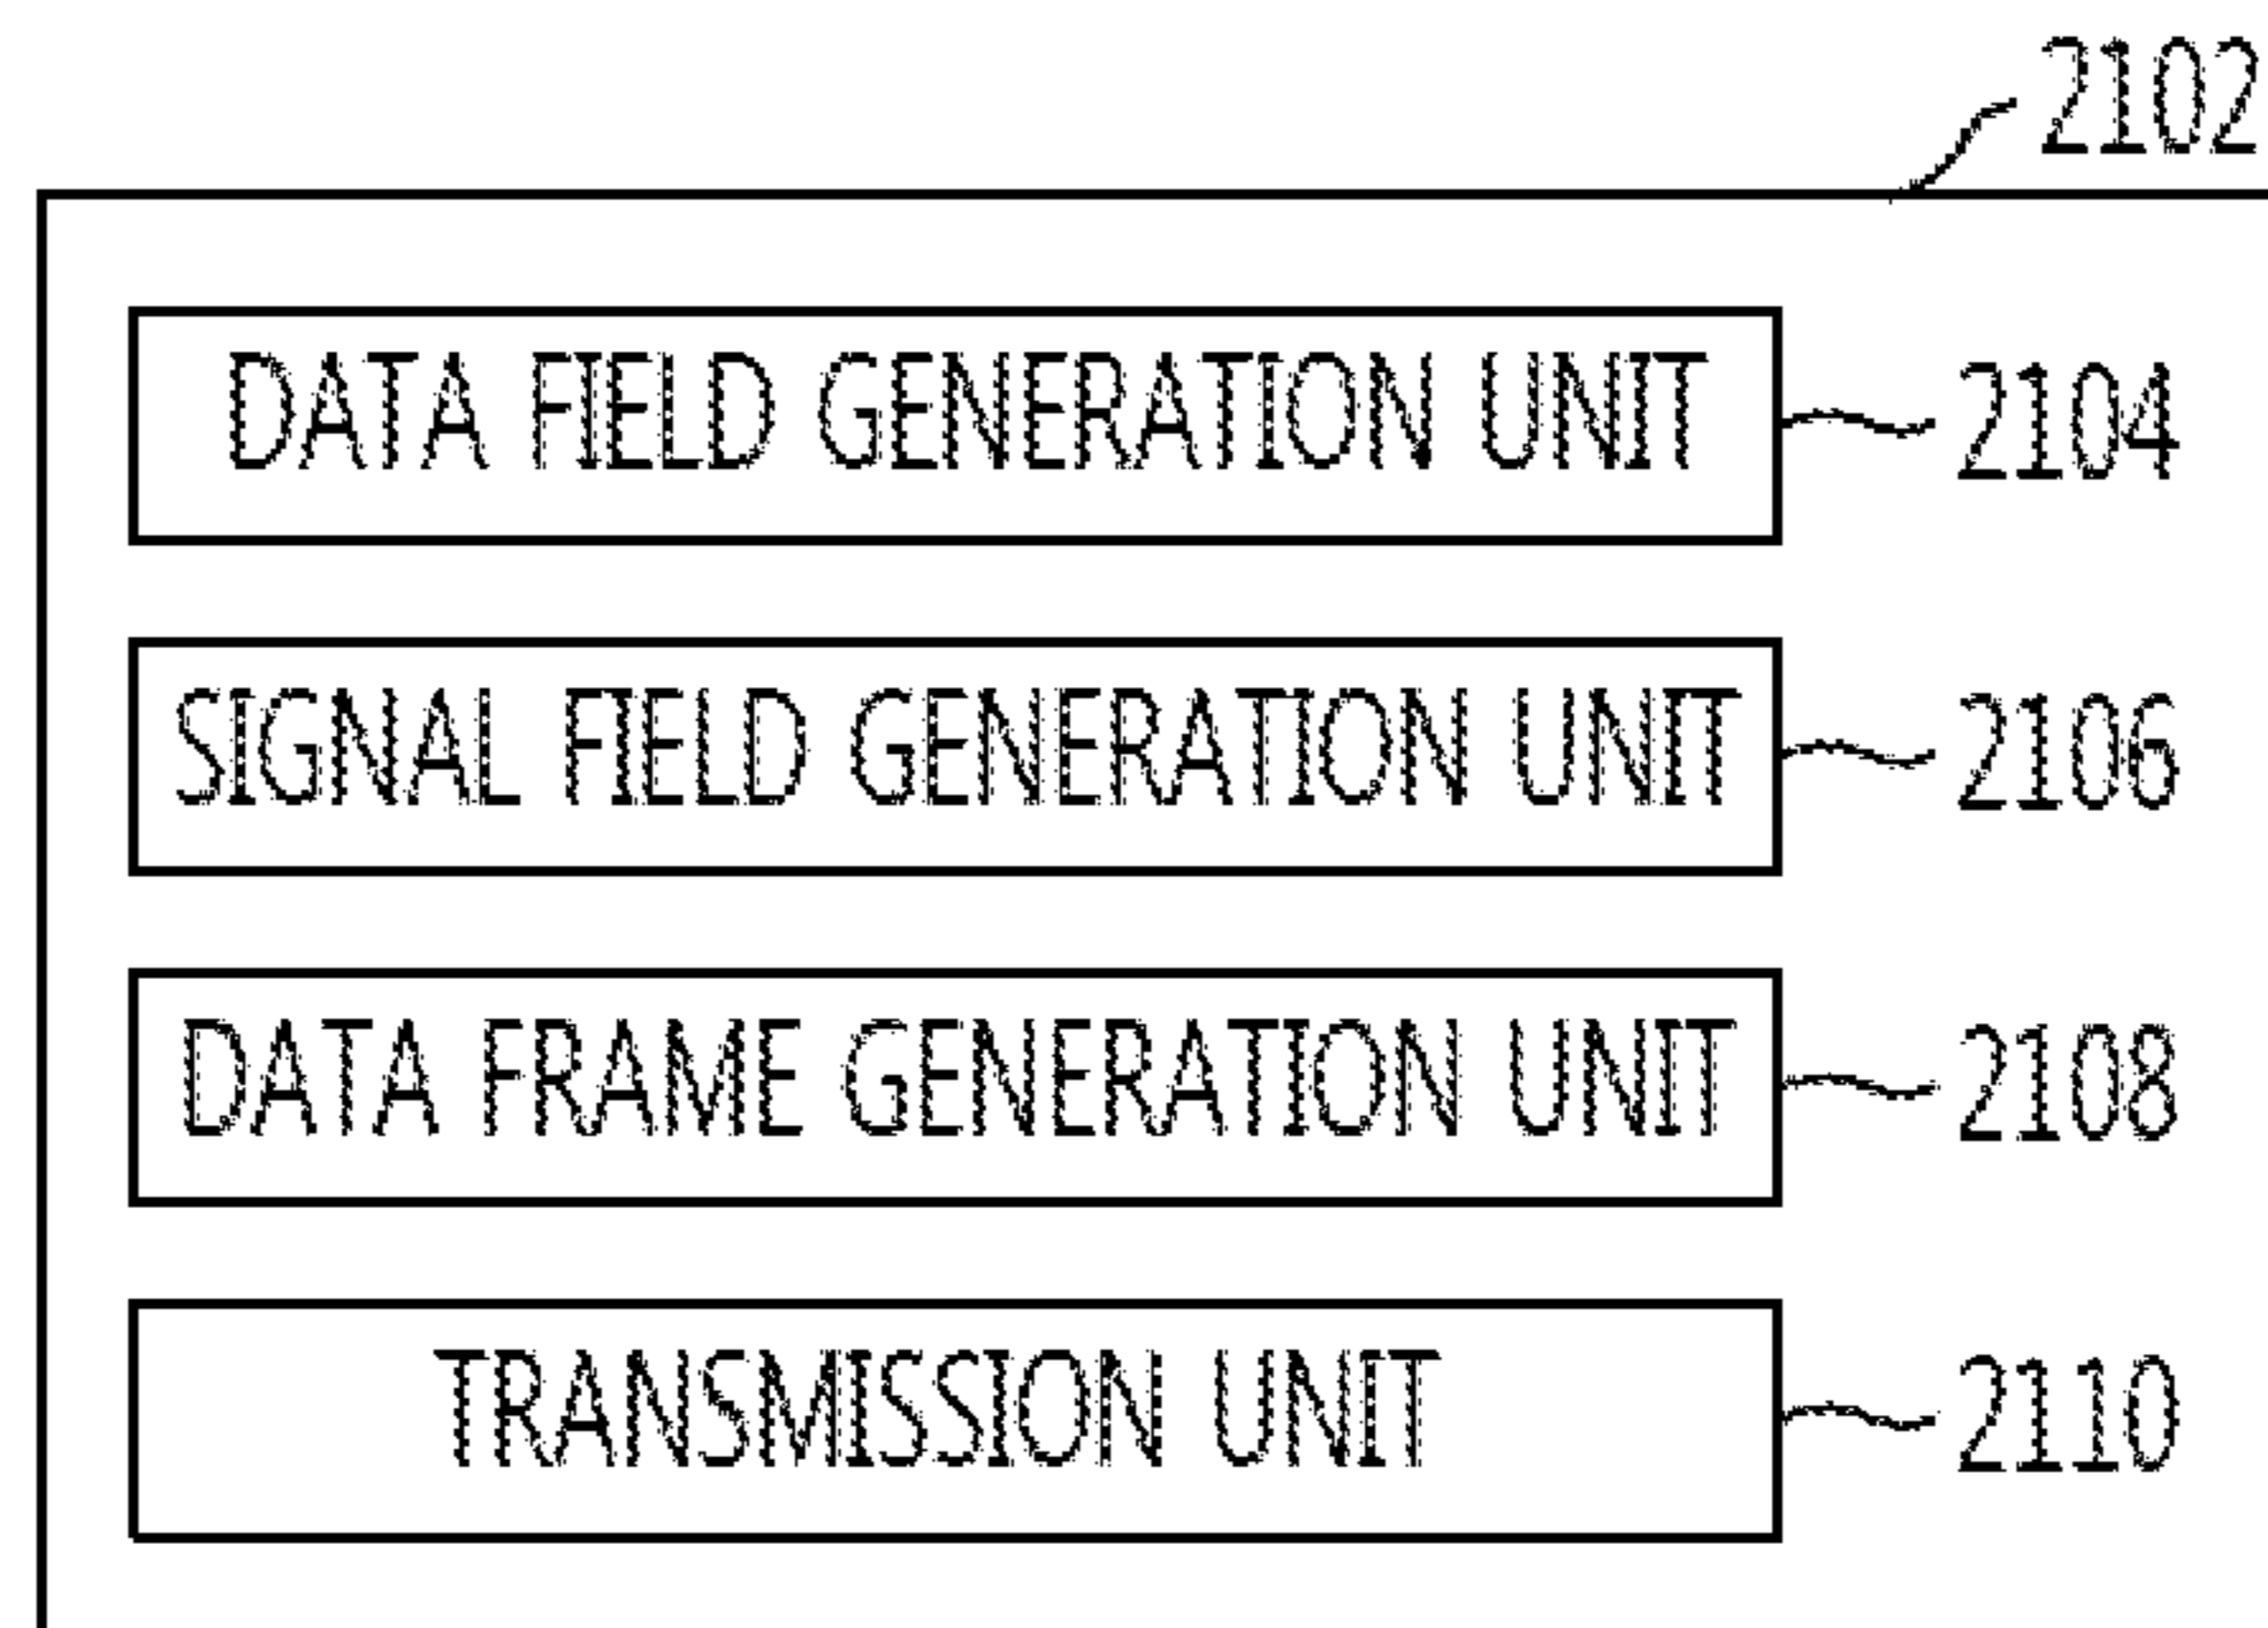 2102
DATA FIELD GENERATION UNIT 2104
SIGNAL FIELD GENERATION UNIT 2106
DATA FRAME GENERATION UNIT 2108
TRANSMISSION UNIT 2110